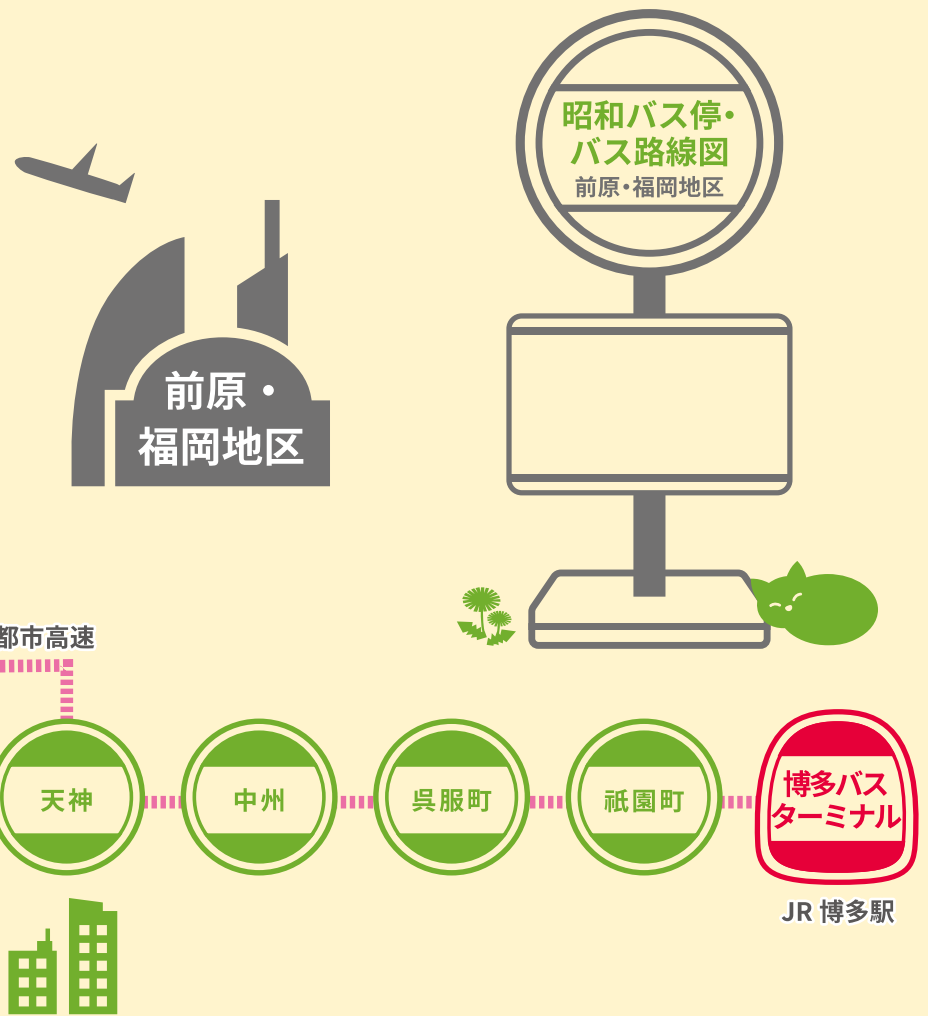 昭和バス停・
バス路線図
前原・福岡地区
前原・
福岡地区
都市高速
天神
中州
呉服町
祇園町
博多バス
ターミナル
JR 博多駅